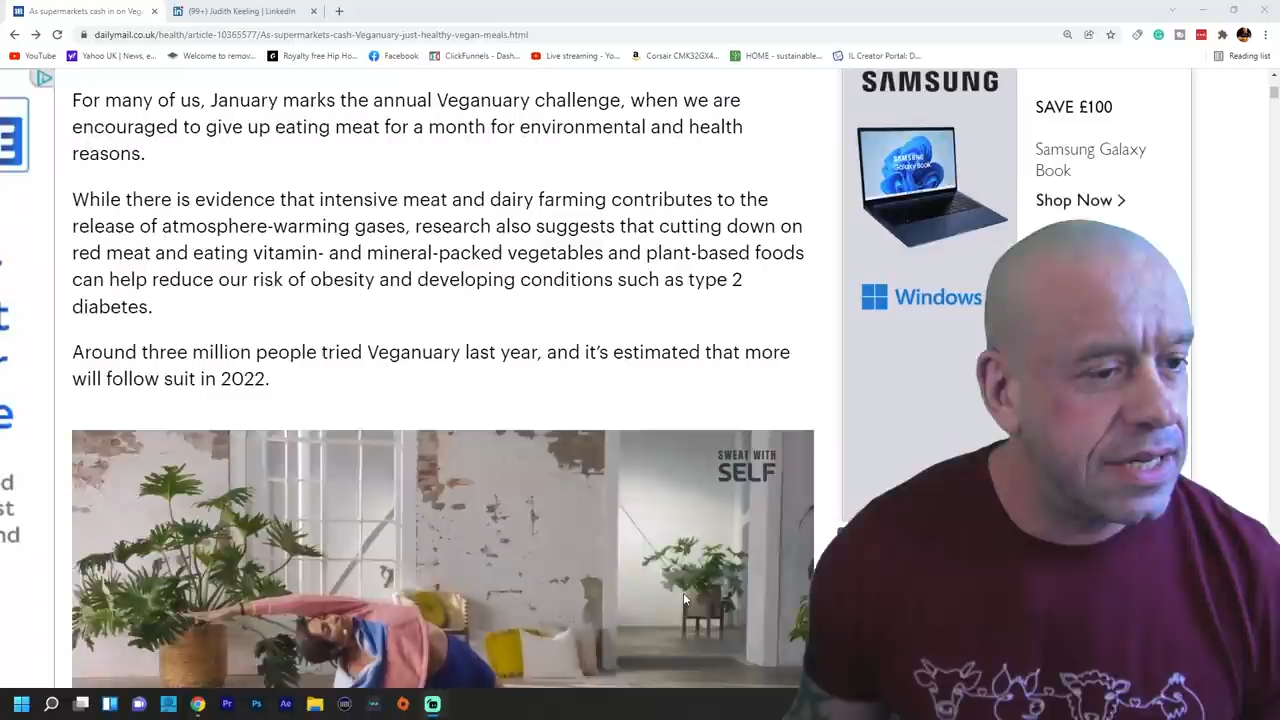 As supermarkets cash in on Veg
(99+) Judith Keeling | LinkedIn
dailymail.co.uk/health/article-10365577/As-supermarkets-cash-Veganuary-just-healthy-vegan-meals.html
YouTube
Yahoo UK | News, e...
Welcome to remov...
Royalty free Hip Ho...
Facebook
ClickFunnels - Dash...
Live streaming - Yo...
Corsair CMK32GX4...
HOME - sustainable...
IL Creator Portal: D...
Reading list
For many of us, January marks the annual Veganuary challenge, when we are
encouraged to give up eating meat for a month for environmental and health
reasons.
While there is evidence that intensive meat and dairy farming contributes to the
release of atmosphere-warming gases, research also suggests that cutting down on
red meat and eating vitamin- and mineral-packed vegetables and plant-based foods
can help reduce our risk of obesity and developing conditions such as type 2
diabetes.
Around three million people tried Veganuary last year, and it's estimated that more
will follow suit in 2022.
SWEAT WITH
SELF
SAMSUNG
SAMSUNG
Galaxy Book
Windows
SAVE £100
Samsung Galaxy
Book
Shop Now >
Pr
Ps
Ae